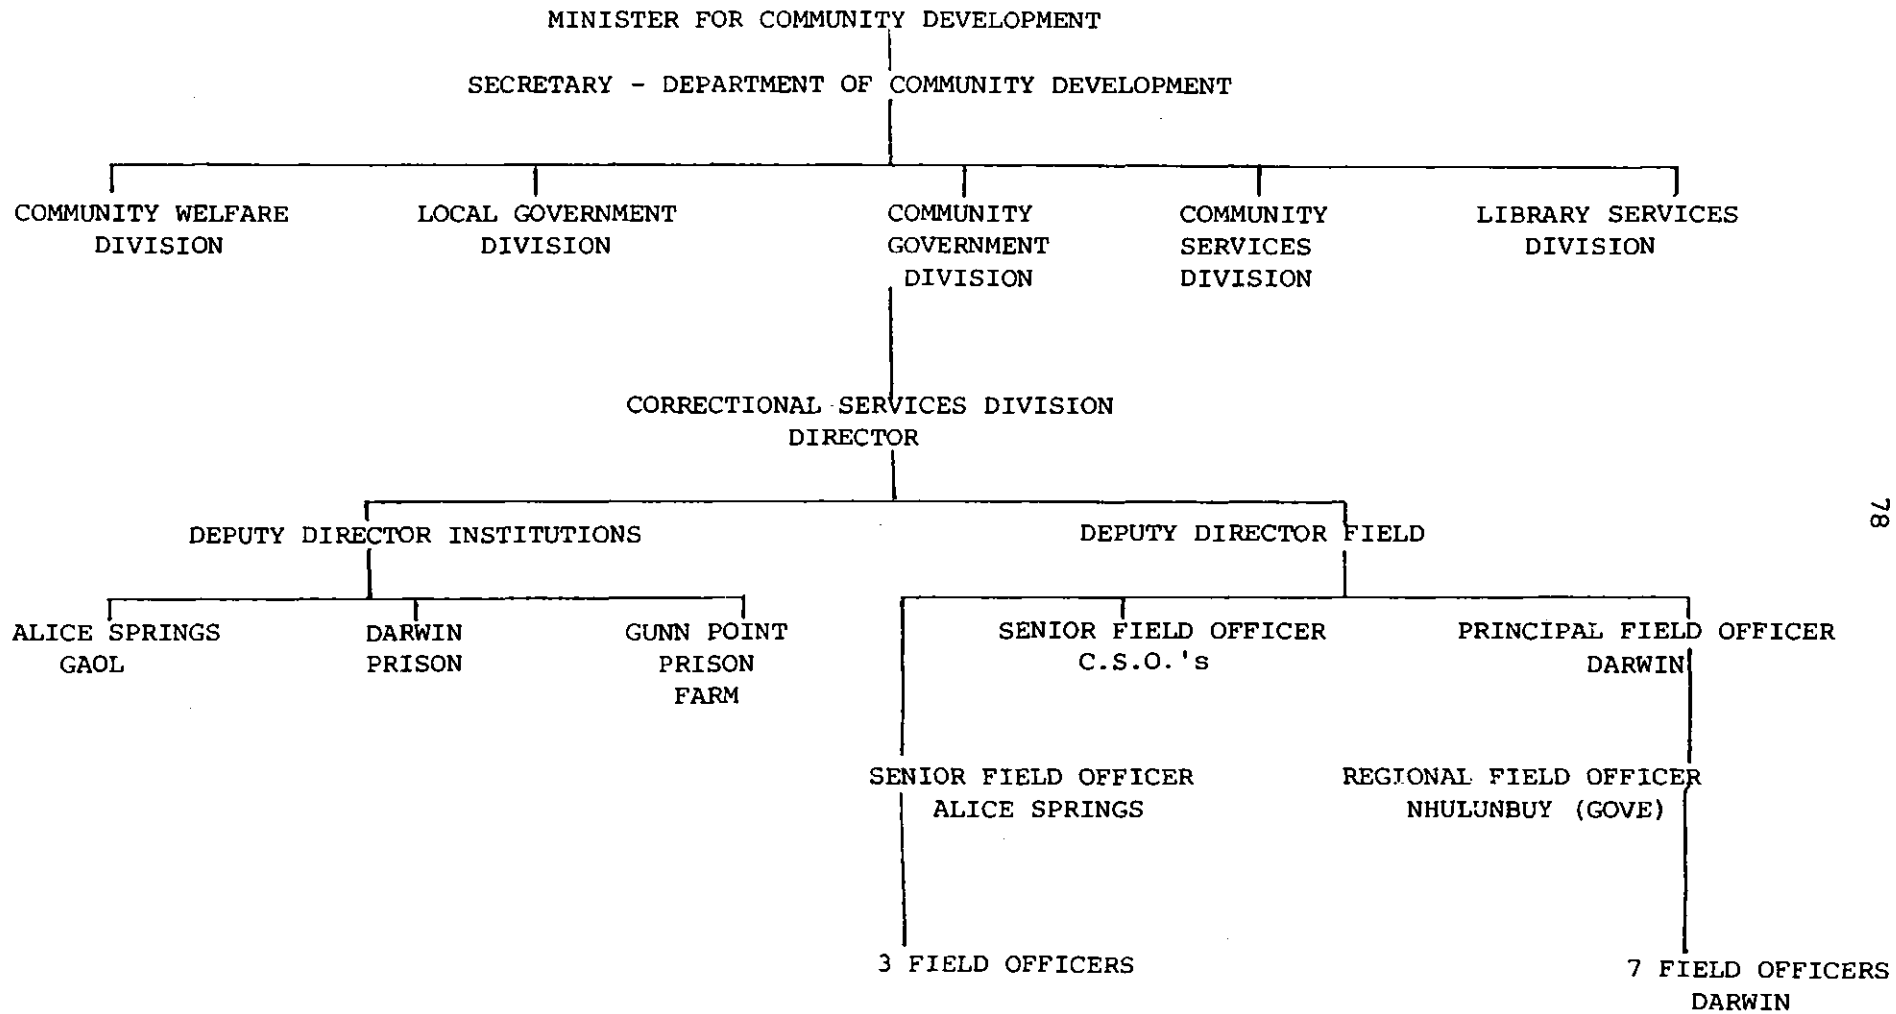 MINISTER FOR COMMUNITY DEVELOPMENT
SECRETARY - DEPARTMENT OF COMMUNITY DEVELOPMENT
COMMUNITY WELFARE
DIVISION
LOCAL GOVERNMENT
DIVISION
COMMUNITY
GOVERNMENT
DIVISION
COMMUNITY
SERVICES
DIVISION
LIBRARY SERVICES
DIVISION
CORRECTIONAL SERVICES DIVISION
DIRECTOR
DEPUTY DIRECTOR INSTITUTIONS
DEPUTY DIRECTOR FIELD
ALICE SPRINGS
GAOL
DARWIN
PRISON
GUNN POINT
PRISON
FARM
SENIOR FIELD OFFICER
C.S.O.'s
PRINCIPAL FIELD OFFICER
DARWIN
SENIOR FIELD OFFICER
ALICE SPRINGS
REGIONAL FIELD OFFICER
NHULUNBUY (GOVE)
3 FIELD OFFICERS
7 FIELD OFFICERS
DARWIN
78